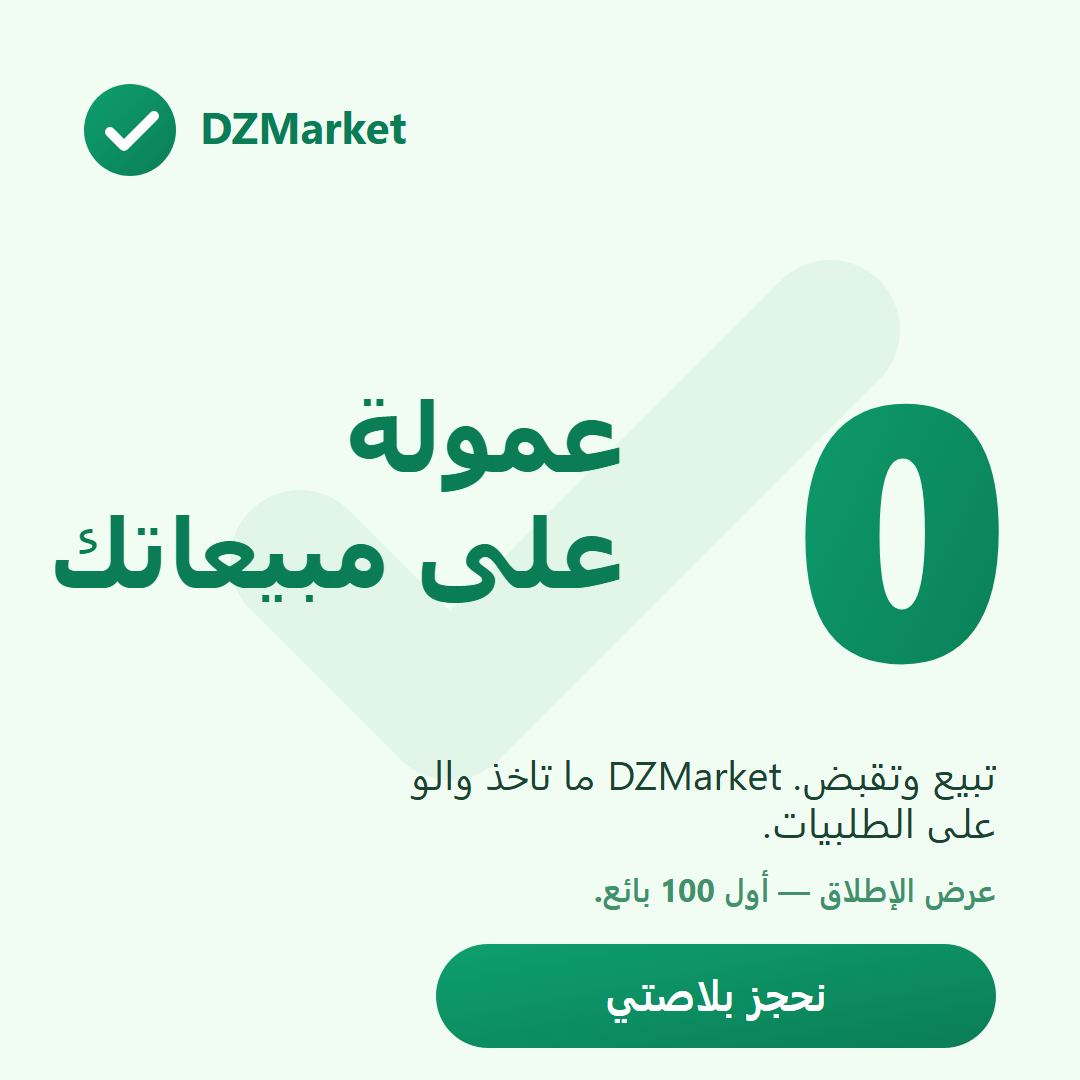 DZMarket
0
عمولة
على مبيعاتك
تبيع وتقبض. DZMarket ما تاخذ والو
على الطلبيات.
عرض الإطلاق — أول 100 بائع.
نحجز بلاصتي